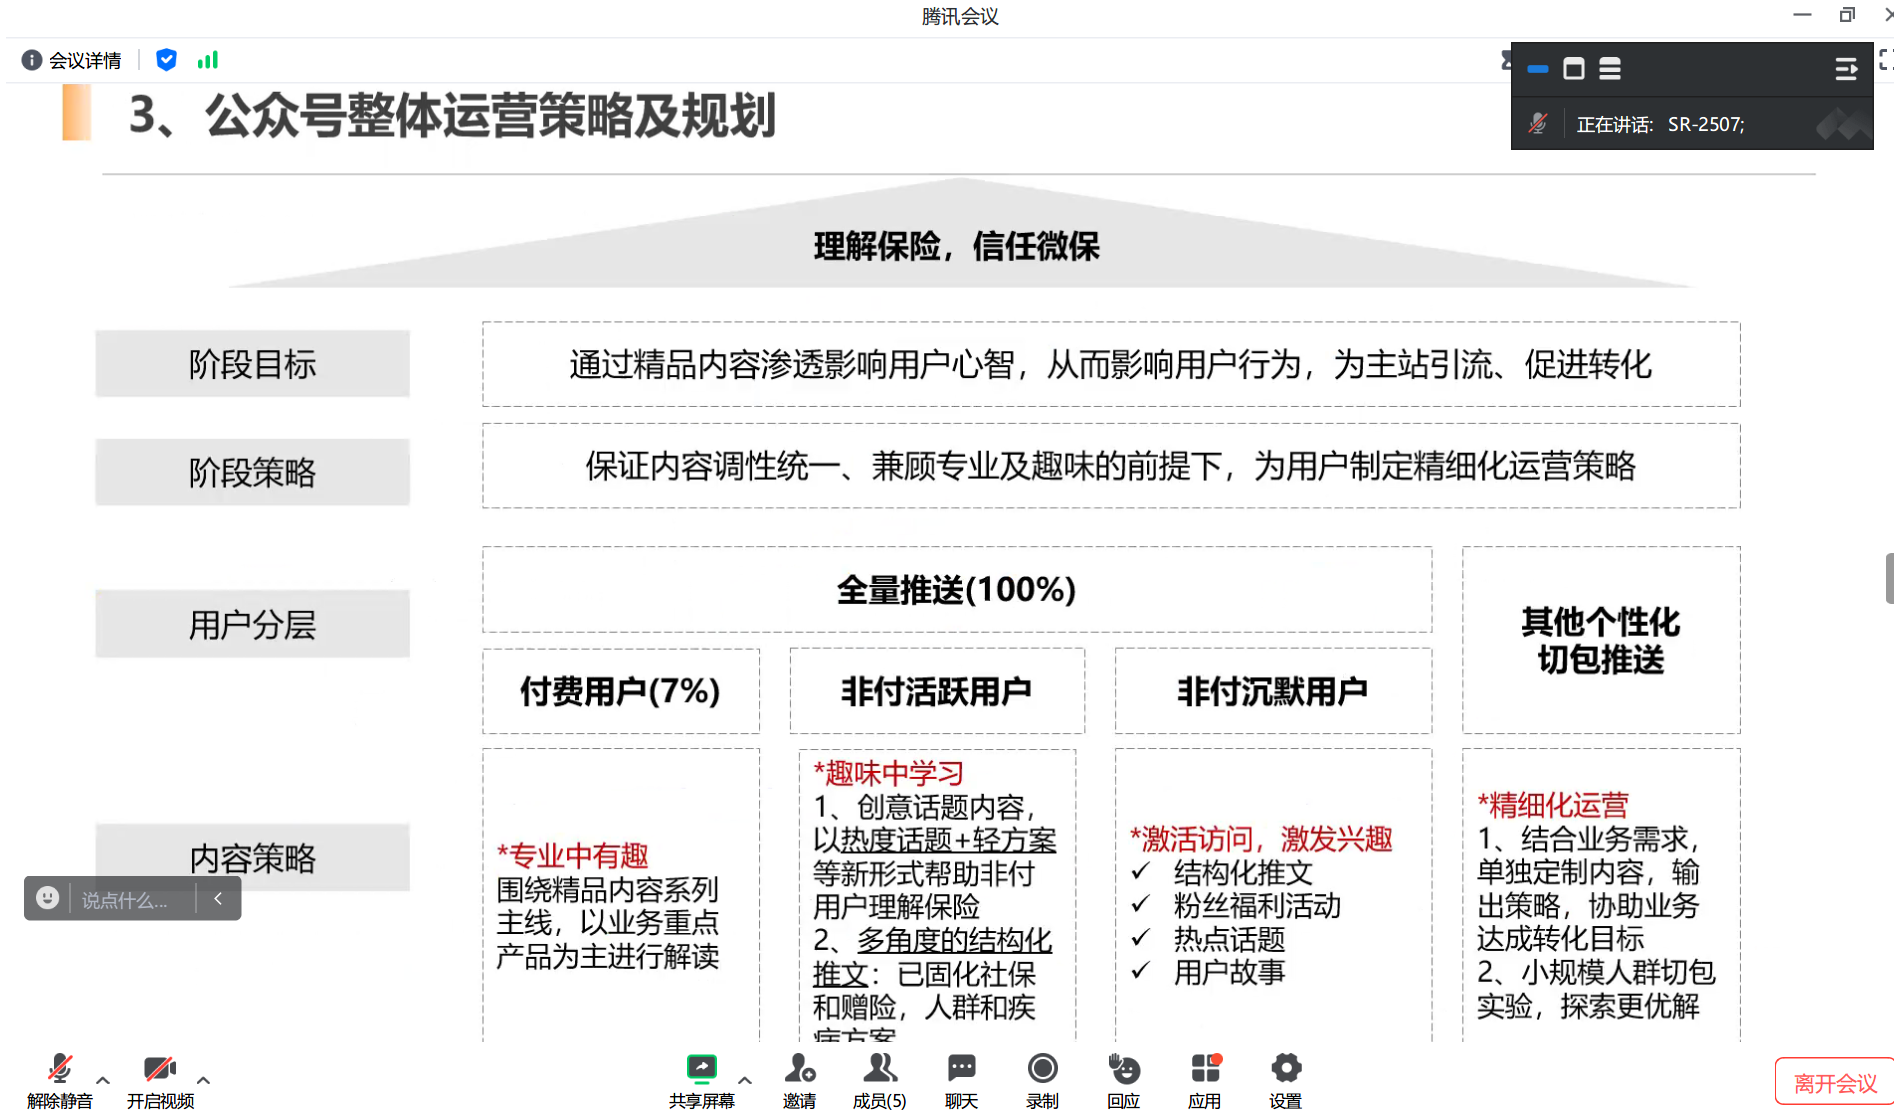 腾讯会议
会议详情
正在讲话: SR-2507;
3、公众号整体运营策略及规划
理解保险，信任微保
阶段目标
通过精品内容渗透影响用户心智，从而影响用户行为，为主站引流、促进转化
阶段策略
保证内容调性统一、兼顾专业及趣味的前提下，为用户制定精细化运营策略
用户分层
全量推送(100%)
其他个性化
切包推送
付费用户(7%)
非付活跃用户
非付沉默用户
内容策略
*专业中有趣
围绕精品内容系列
主线，以业务重点
产品为主进行解读
*趣味中学习
1、创意话题内容，
以热度话题+轻方案
等新形式帮助非付
用户理解保险
2、多角度的结构化
推文：已固化社保
和赠险，人群和疾
病方案
*激活访问，激发兴趣
✓ 结构化推文
✓ 粉丝福利活动
✓ 热点话题
✓ 用户故事
*精细化运营
1、结合业务需求，
单独定制内容，输
出策略，协助业务
达成转化目标
2、小规模人群切包
实验，探索更优解
说点什么...
解除静音
开启视频
共享屏幕
邀请
成员(5)
聊天
录制
回应
应用
设置
离开会议